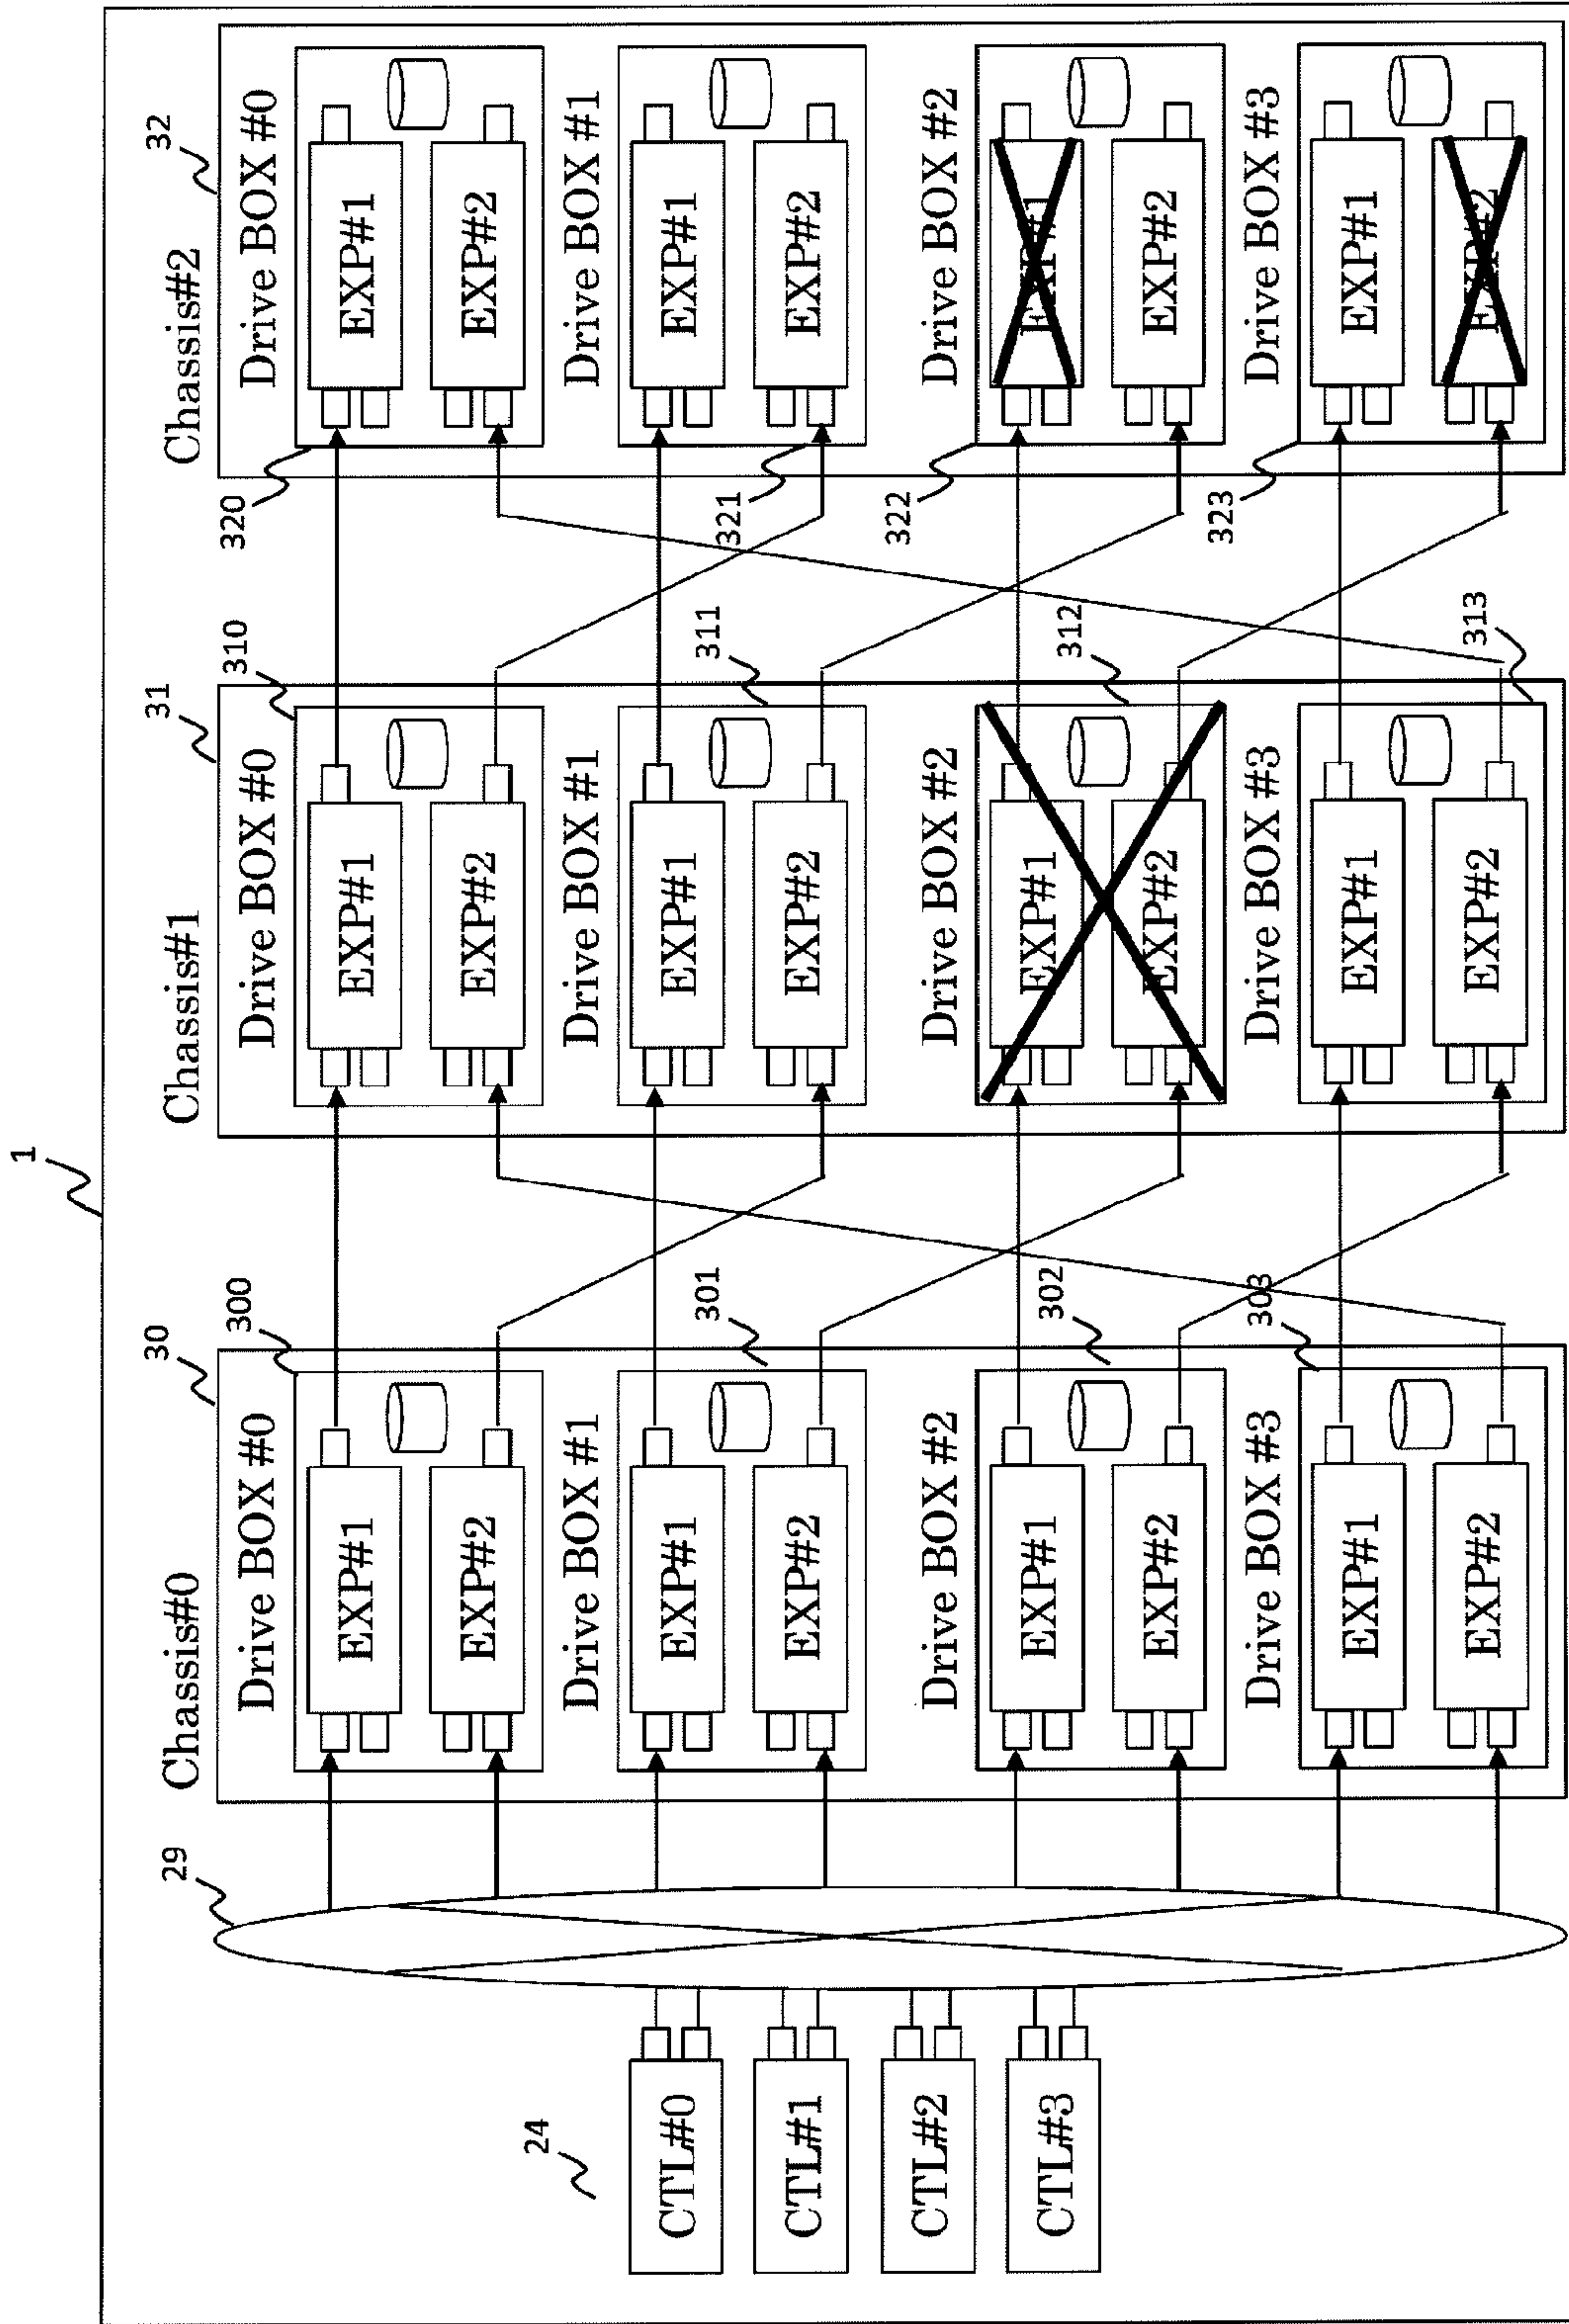 1
24
CTL#0
CTL#1
CTL#2
CTL#3
29
Chassis#0
30
Drive BOX #0
300
EXP#1
EXP#2
Drive BOX #1
301
EXP#1
EXP#2
Drive BOX #2
302
EXP#1
EXP#2
Drive BOX #3
303
EXP#1
EXP#2
Chassis#1
31
Drive BOX #0
310
EXP#1
EXP#2
Drive BOX #1
311
EXP#1
EXP#2
Drive BOX #2
312
EXP#1
EXP#2
Drive BOX #3
313
EXP#1
EXP#2
Chassis#2
32
Drive BOX #0
320
EXP#1
EXP#2
Drive BOX #1
321
EXP#1
EXP#2
Drive BOX #2
322
EXP#1
EXP#2
Drive BOX #3
323
EXP#1
EXP#2